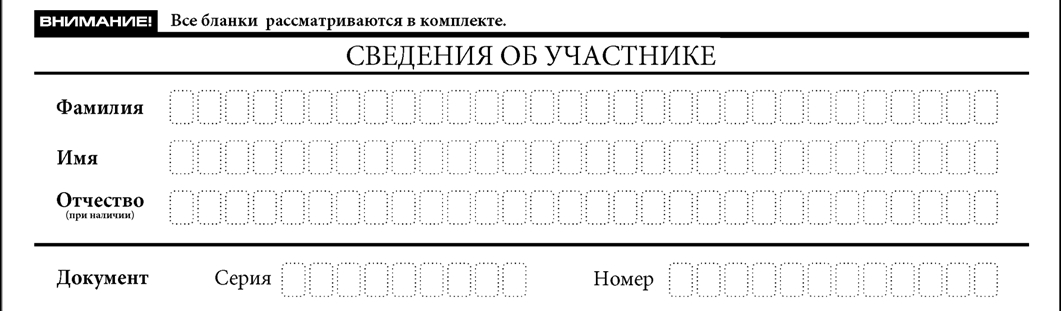 ВНИМАНИЕ! Все бланки рассматриваются в комплекте.
СВЕДЕНИЯ ОБ УЧАСТНИКЕ
Фамилия
Имя
Отчество
(при наличии)
Документ Серия Номер